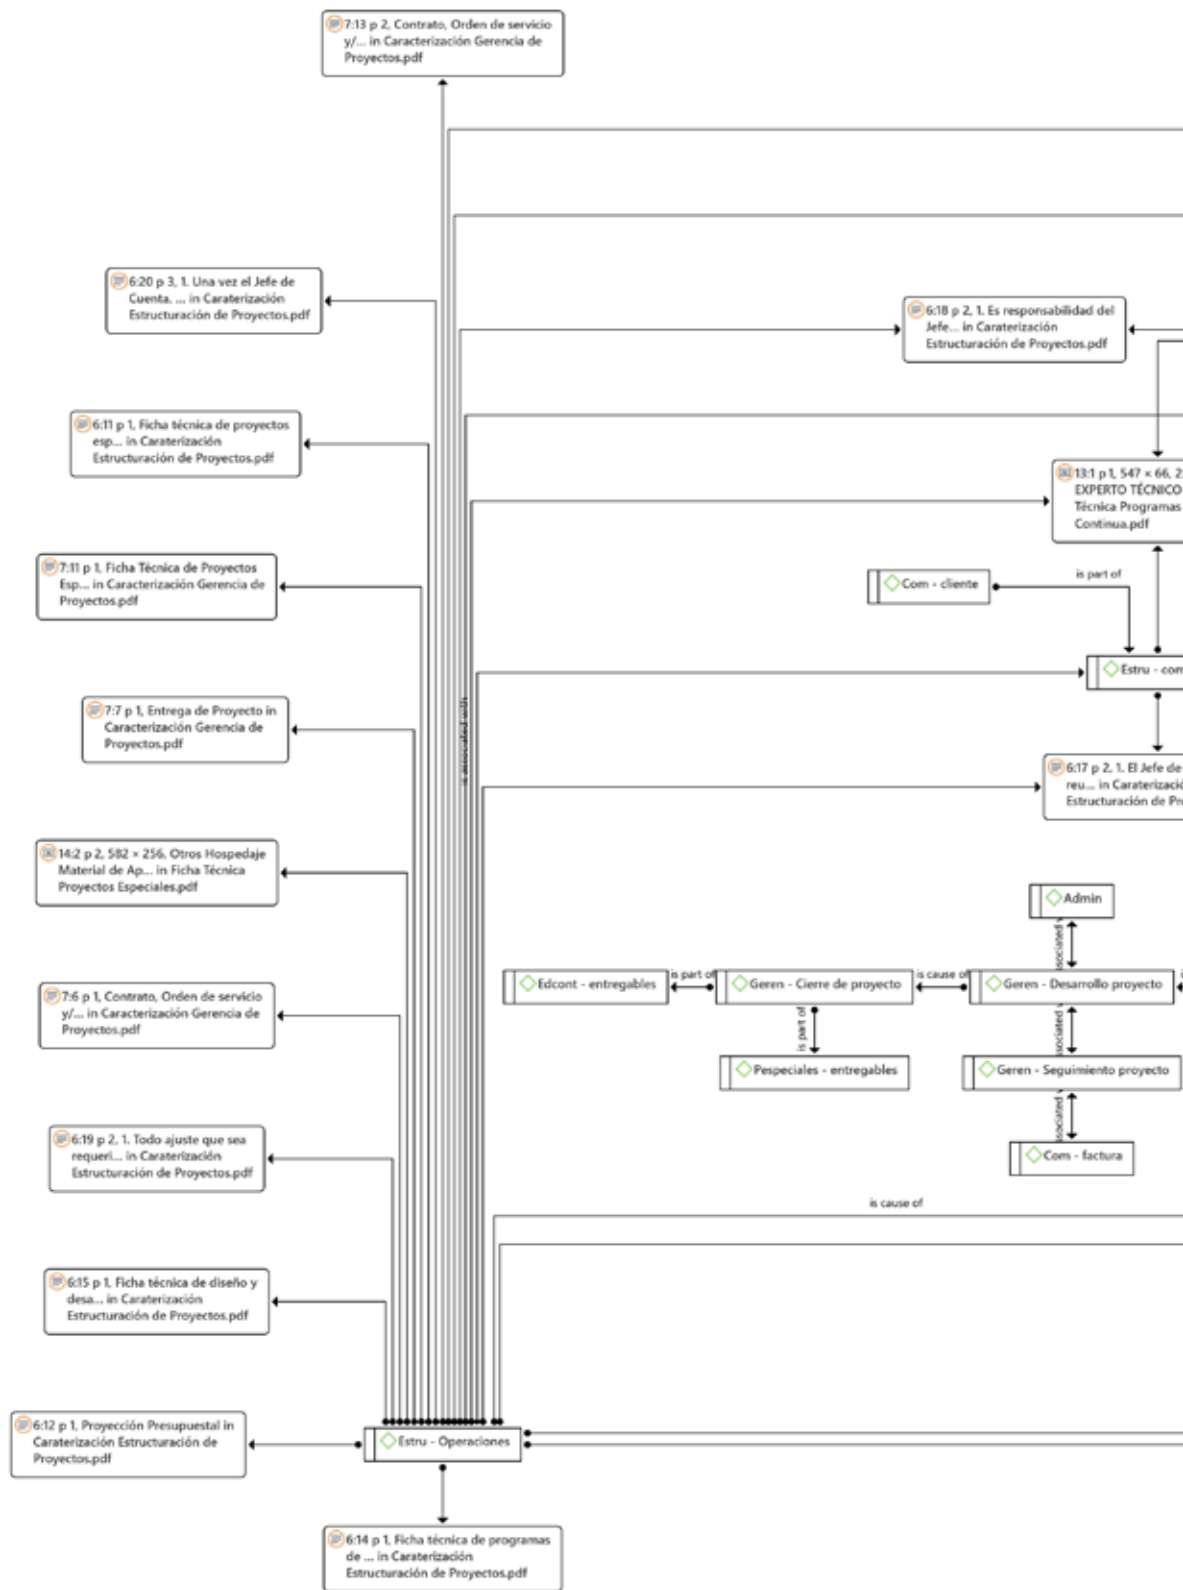 7:13 p 2, Contrato, Orden de servicio
y/... in Caracterización Gerencia de
Proyectos.pdf
6:20 p 3, 1. Una vez el Jefe de
Cuenta, ... in Caraterización
Estructuración de Proyectos.pdf
6:18 p 2, 1. Es responsabilidad del
Jefe... in Caraterización
Estructuración de Proyectos.pdf
6:11 p 1, Ficha técnica de proyectos
esp... in Caraterización
Estructuración de Proyectos.pdf
13:1 p 1, 547 × 66, 2
EXPERTO TÉCNICO
Técnica Programas
Continua.pdf
7:11 p 1, Ficha Técnica de Proyectos
Esp... in Caracterización Gerencia de
Proyectos.pdf
Com - cliente
is part of
Estru - com
7:7 p 1, Entrega de Proyecto in
Caracterización Gerencia de
Proyectos.pdf
is associated with
6:17 p 2, 1. El Jefe de
reu... in Caraterizació
Estructuración de Pr
14:2 p 2, 582 × 256, Otros Hospedaje
Material de Ap... in Ficha Técnica
Proyectos Especiales.pdf
Admin
ssociated v
Edcont - entregables
is part of
Geren - Cierre de proyecto
is cause of
Geren - Desarrollo proyecto
7:6 p 1, Contrato, Orden de servicio
y/... in Caracterización Gerencia de
Proyectos.pdf
is part of
ssociated v
Pespeciales - entregables
Geren - Seguimiento proyecto
ssociated v
Com - factura
6:19 p 2, 1. Todo ajuste que sea
requeri... in Caraterización
Estructuración de Proyectos.pdf
is cause of
6:15 p 1, Ficha técnica de diseño y
desa... in Caraterización
Estructuración de Proyectos.pdf
6:12 p 1, Proyección Presupuestal in
Caraterización Estructuración de
Proyectos.pdf
Estru - Operaciones
6:14 p 1, Ficha técnica de programas
de ... in Caraterización
Estructuración de Proyectos.pdf